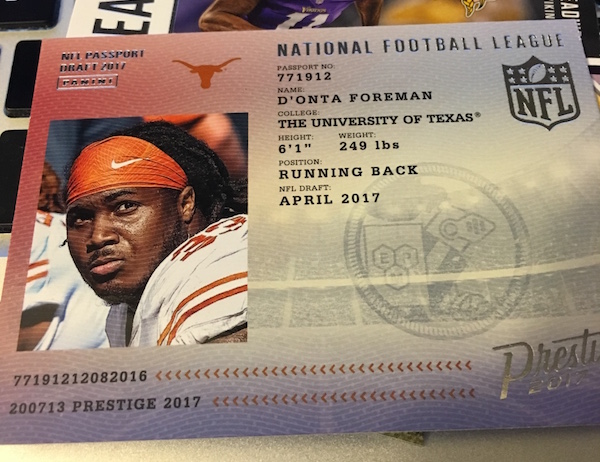 NFL PASSPORT
DRAFT 2017
PANINI
NATIONAL FOOTBALL LEAGUE
PASSPORT NO:
771912
NAME:
D'ONTA FOREMAN
COLLEGE:
THE UNIVERSITY OF TEXAS®
HEIGHT: WEIGHT:
6'1" 249 lbs
POSITION:
RUNNING BACK
NFL DRAFT:
APRIL 2017
NFL
77191212082016 <<<<<<<<<<<<<<<<<<<<<<<<<<<<<
200713 PRESTIGE 2017 <<<<<<<<<<<<<<<<<<<<<<<<